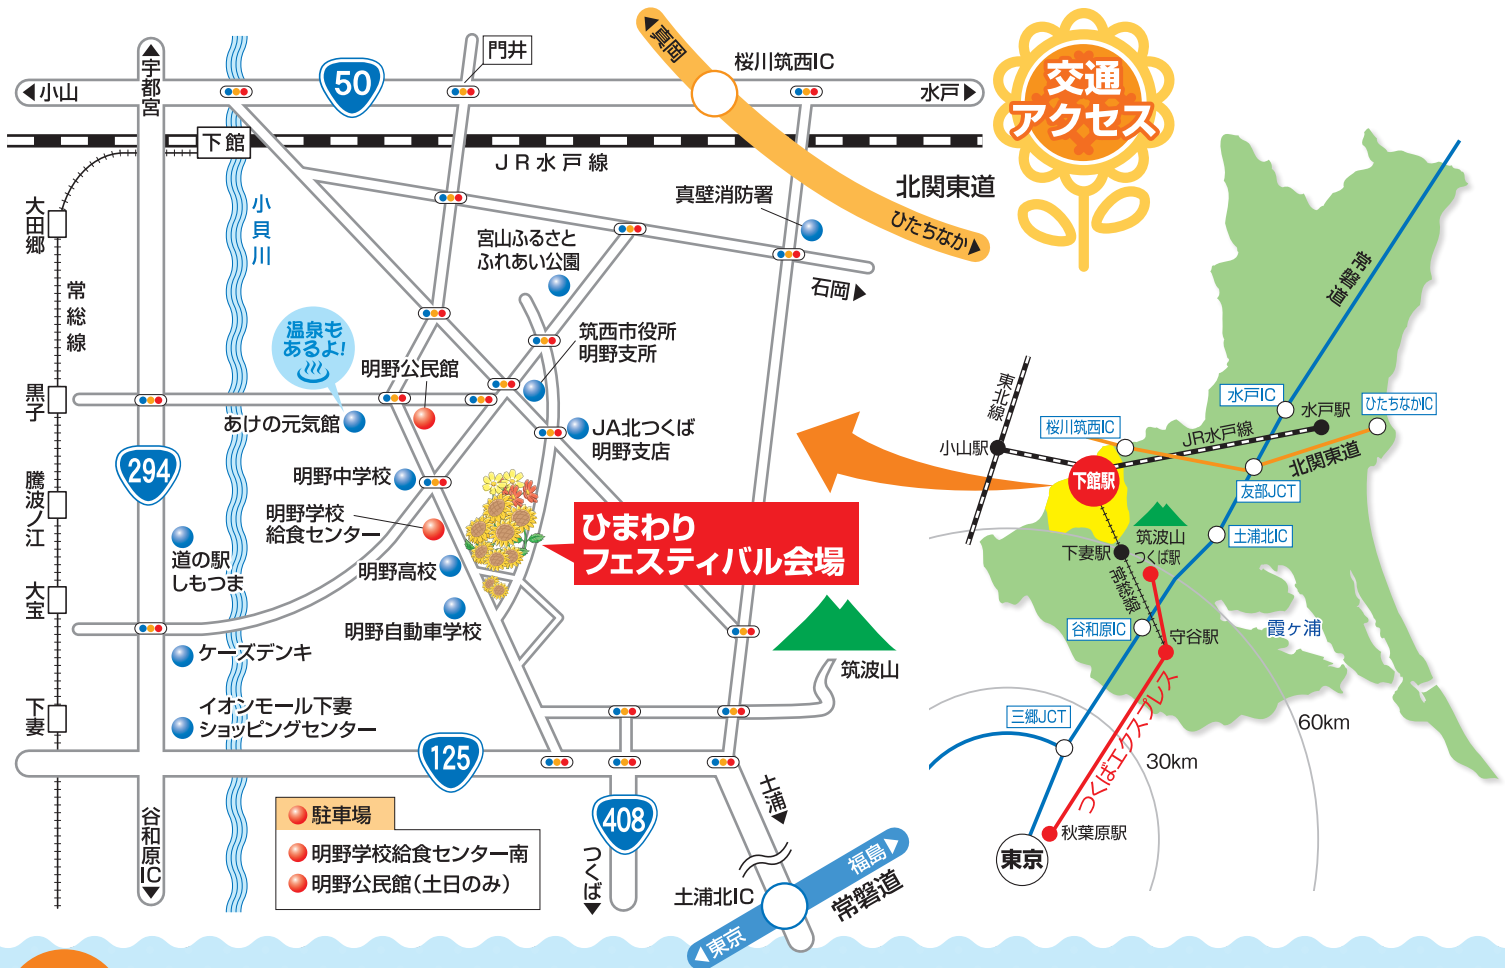 交通
アクセス
宇都宮
小山
50
門井
真岡
桜川筑西IC
水戸
下館
JR水戸線
北関東道
ひたちなか
大田郷
小貝川
常総線
真壁消防署
宮山ふるさと
ふれあい公園
石岡
温泉も
あるよ!
筑西市役所
明野支所
明野公民館
黒子
あけの元気館
JA北つくば
明野支店
294
明野中学校
騰波ノ江
明野学校
給食センター
ひまわり
フェスティバル会場
道の駅
しもつま
明野高校
大宝
明野自動車学校
ケーズデンキ
筑波山
下妻
イオンモール下妻
ショッピングセンター
125
408
土浦
谷和原IC
つくば
土浦北IC
福島
常磐道
東京
駐車場
明野学校給食センター南
明野公民館(土日のみ)
常磐道
東北線
水戸IC
水戸駅
ひたちなかIC
桜川筑西IC
JR水戸線
小山駅
北関東道
下館駅
友部JCT
土浦北IC
筑波山
つくば駅
下妻駅
常総線
谷和原IC
守谷駅
霞ヶ浦
三郷JCT
つくばエクスプレス
60km
30km
秋葉原駅
東京